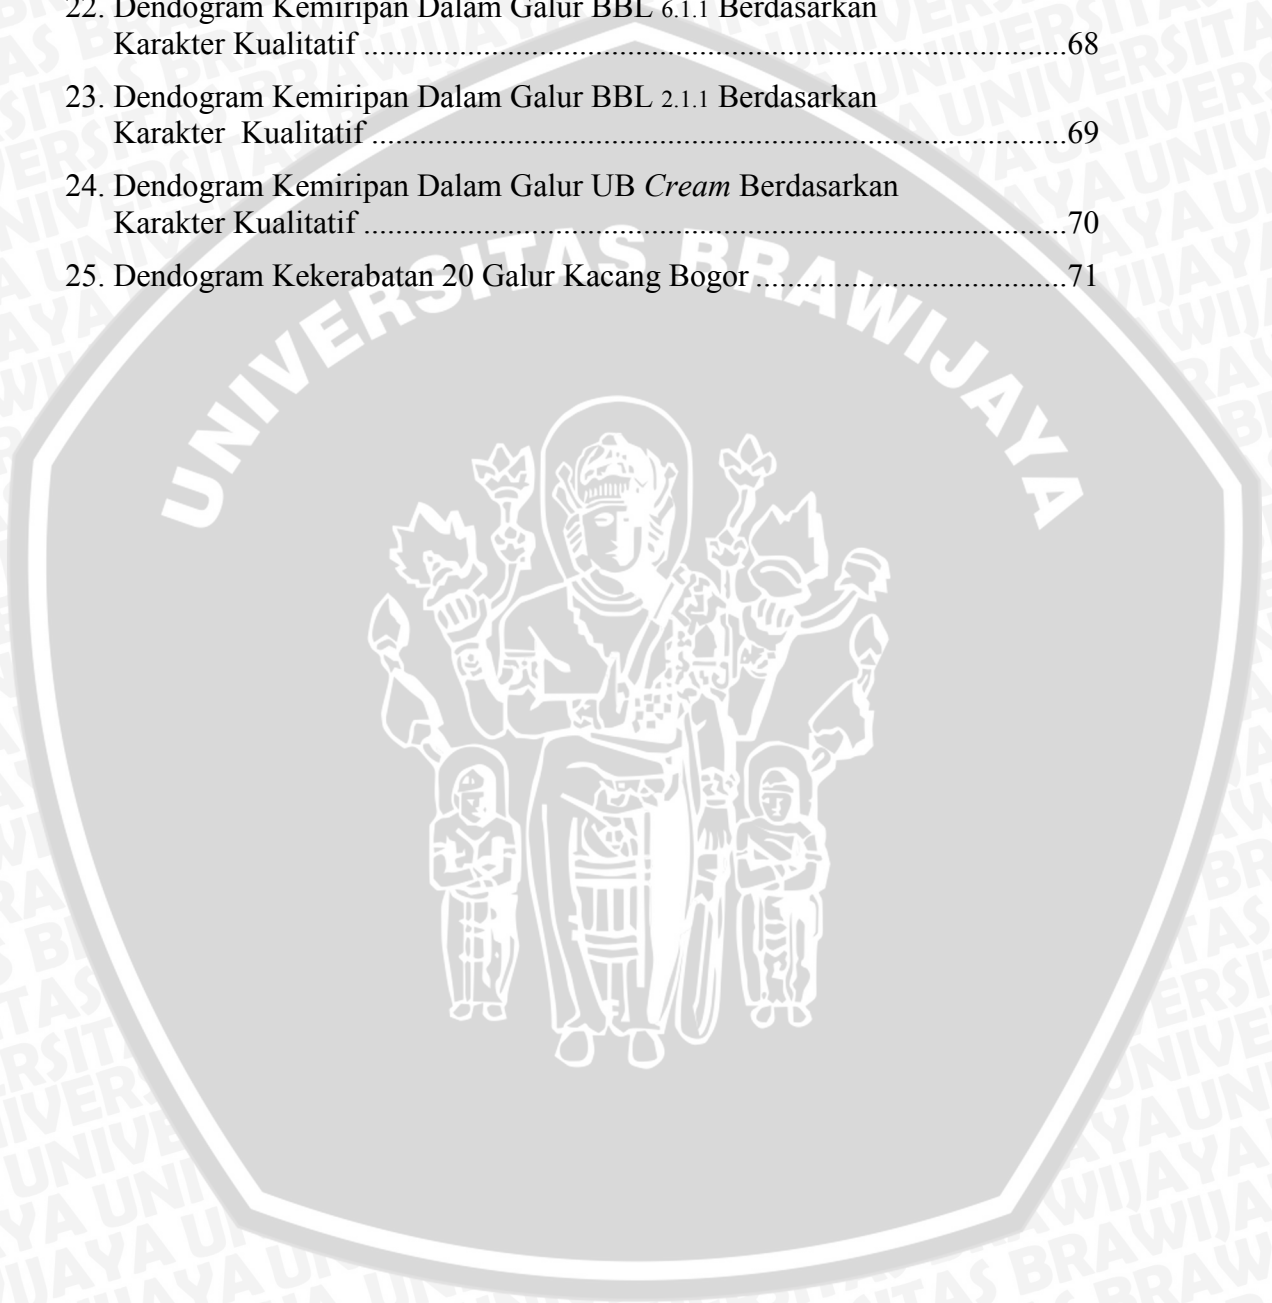 22. Dendogram Kemiripan Dalam Galur BBL 6.1.1 Berdasarkan
Karakter Kualitatif ........................................................................................68
23. Dendogram Kemiripan Dalam Galur BBL 2.1.1 Berdasarkan
Karakter  Kualitatif .......................................................................................69
24. Dendogram Kemiripan Dalam Galur UB Cream Berdasarkan
Karakter Kualitatif ........................................................................................70
25. Dendogram Kekerabatan 20 Galur Kacang Bogor .......................................71
UNIVERSITAS BRAWIJAYA